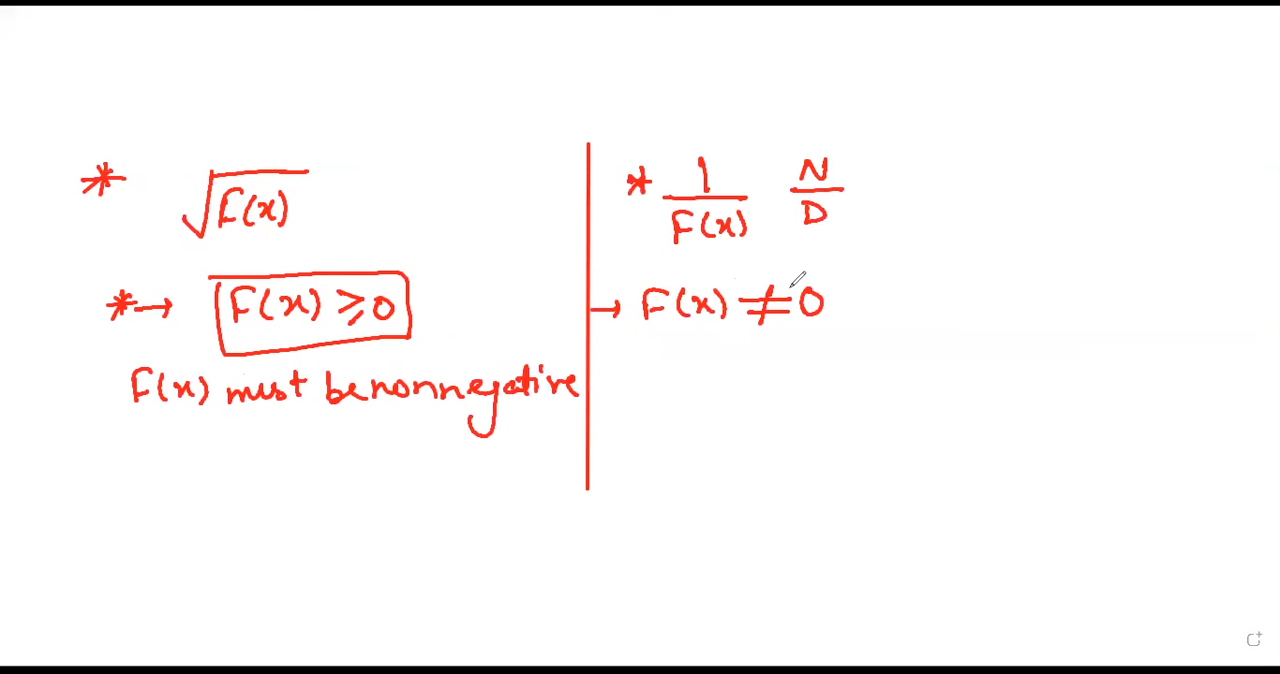 * √F(x)
*→ F(x) ≥ 0
F(x) must be nonnegative
* 1/F(x) N/D
→ F(x) ≠ 0